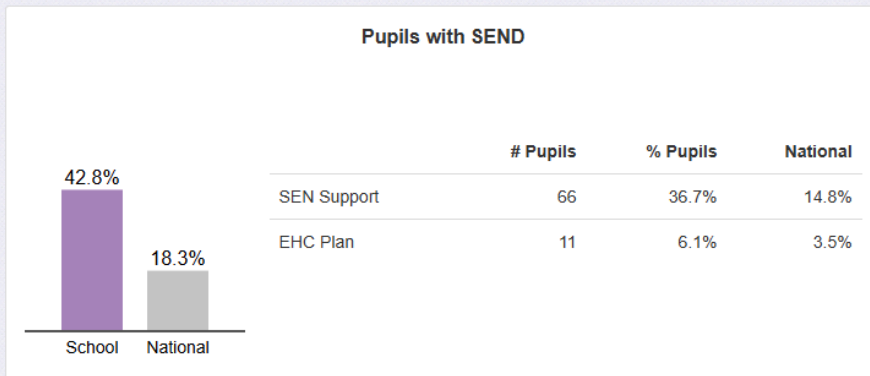 Pupils with SEND
42.8%
18.3%
School National
# Pupils % Pupils National
SEN Support 66 36.7% 14.8%
EHC Plan 11 6.1% 3.5%